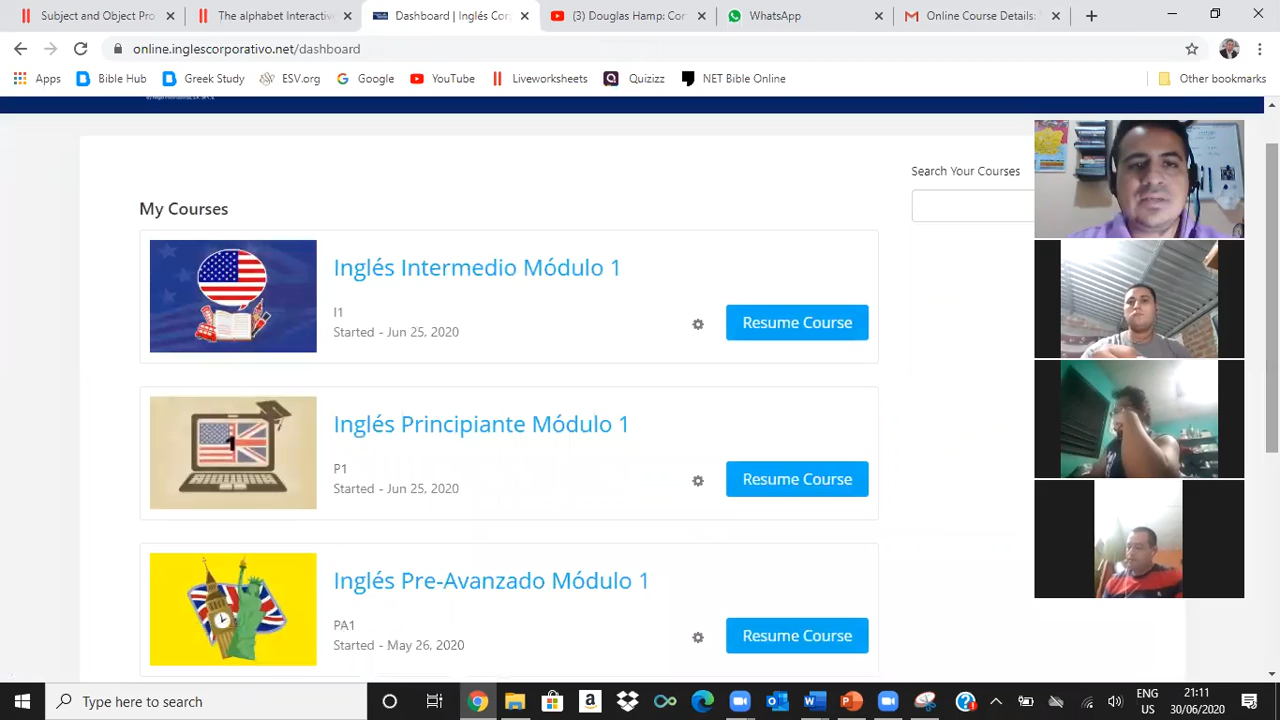 Subject and Object Pro
The alphabet Interactive
Dashboard | Inglés Corp
(3) Douglas Hamp: Cor
WhatsApp
Online Course Details:
online.inglescorporativo.net/dashboard
Apps
Bible Hub
Greek Study
ESV.org
Google
YouTube
Liveworksheets
Quizizz
NET Bible Online
Other bookmarks
Search Your Courses
My Courses
Inglés Intermedio Módulo 1
I1
Started - Jun 25, 2020
Resume Course
1
Inglés Principiante Módulo 1
P1
Started - Jun 25, 2020
Resume Course
Inglés Pre-Avanzado Módulo 1
PA1
Started - May 26, 2020
Resume Course
Type here to search
ENG
US
21:11
30/06/2020